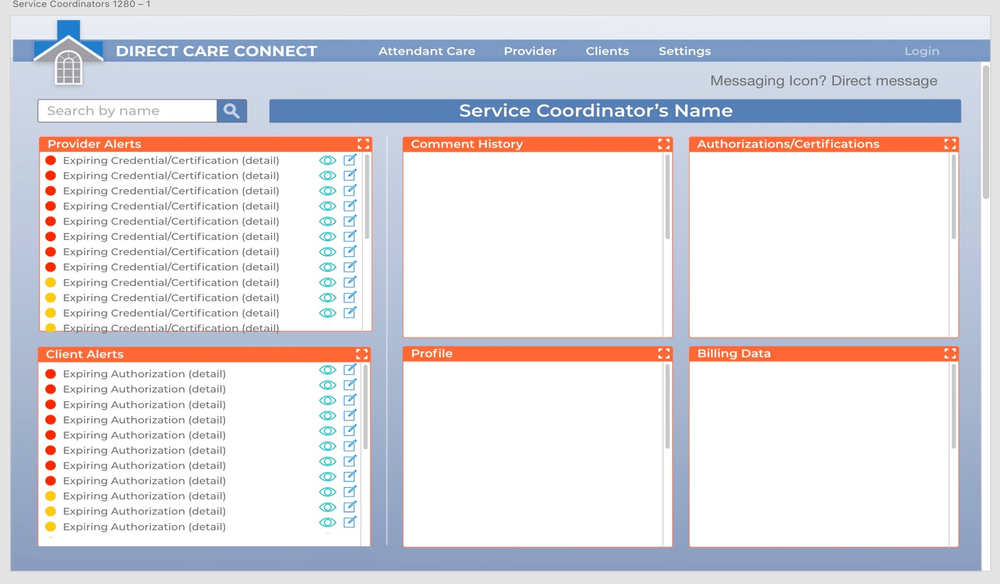 Service Coordinators 1280 – 1
DIRECT CARE CONNECT
Attendant Care
Provider
Clients
Settings
Login
Messaging Icon? Direct message
Search by name
Service Coordinator’s Name
Provider Alerts
Expiring Credential/Certification (detail)
Expiring Credential/Certification (detail)
Expiring Credential/Certification (detail)
Expiring Credential/Certification (detail)
Expiring Credential/Certification (detail)
Expiring Credential/Certification (detail)
Expiring Credential/Certification (detail)
Expiring Credential/Certification (detail)
Expiring Credential/Certification (detail)
Expiring Credential/Certification (detail)
Expiring Credential/Certification (detail)
Expiring Credential/Certification (detail)
Client Alerts
Expiring Authorization (detail)
Expiring Authorization (detail)
Expiring Authorization (detail)
Expiring Authorization (detail)
Expiring Authorization (detail)
Expiring Authorization (detail)
Expiring Authorization (detail)
Expiring Authorization (detail)
Expiring Authorization (detail)
Expiring Authorization (detail)
Expiring Authorization (detail)
Comment History
Authorizations/Certifications
Profile
Billing Data